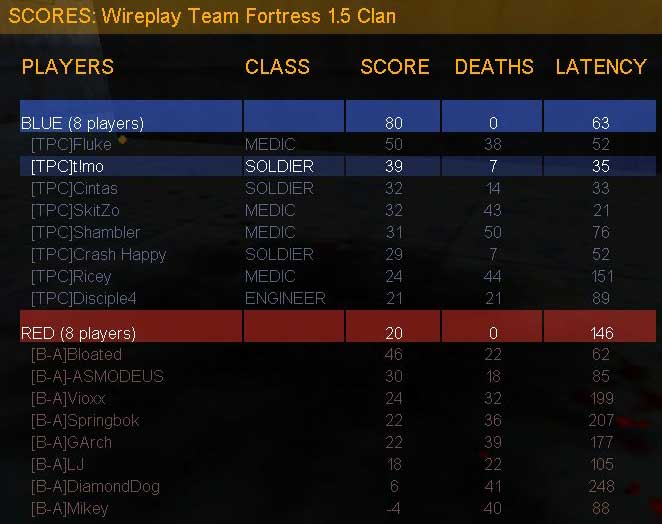 SCORES: Wireplay Team Fortress 1.5 Clan
PLAYERS CLASS SCORE DEATHS LATENCY
BLUE (8 players) 80 0 63
[TPC]Fluke MEDIC 50 38 52
[TPC]tImo SOLDIER 39 7 35
[TPC]Cintas SOLDIER 32 14 33
[TPC]SkitZo MEDIC 32 43 21
[TPC]Shambler MEDIC 31 50 76
[TPC]Crash Happy SOLDIER 29 7 52
[TPC]Ricey MEDIC 24 44 151
[TPC]Disciple4 ENGINEER 21 21 89
RED (8 players) 20 0 146
[B-A]Bloated 46 22 62
[B-A]-ASMODEUS 30 18 85
[B-A]Vioxx 24 32 199
[B-A]Springbok 22 36 207
[B-A]GArch 22 39 177
[B-A]LJ 18 22 105
[B-A]DiamondDog 6 41 248
[B-A]Mikey -4 40 88